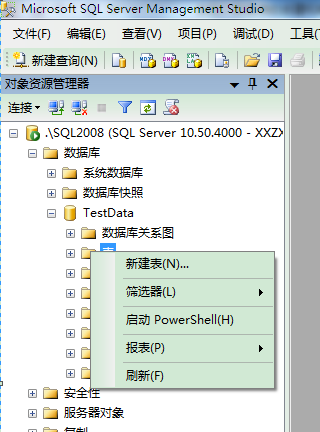 Microsoft SQL Server Management Studio
文件(F) 编辑(E) 查看(V) 项目(P) 调试(D) 工具(T
新建查询(N)
对象资源管理器
连接
.\SQL2008 (SQL Server 10.50.4000 - XXZX
数据库
系统数据库
数据库快照
TestData
数据库关系图
表
新建表(N)...
筛选器(L)
启动 PowerShell(H)
报表(P)
刷新(F)
安全性
服务器对象
复制